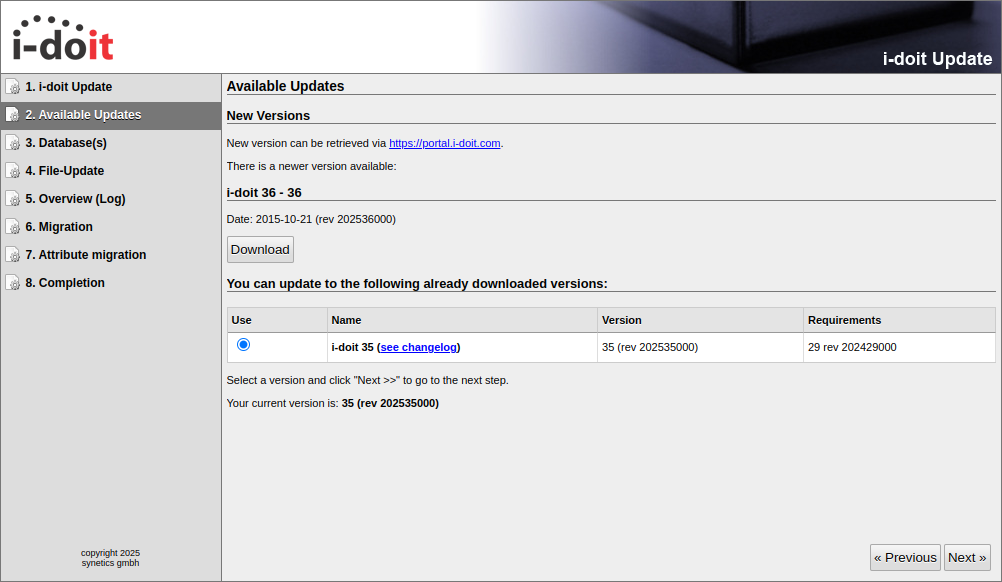 i-doit
i-doit Update
1. i-doit Update
2. Available Updates
3. Database(s)
4. File-Update
5. Overview (Log)
6. Migration
7. Attribute migration
8. Completion
copyright 2025
synetics gmbh
Available Updates
New Versions
New version can be retrieved via https://portal.i-doit.com.
There is a newer version available:
i-doit 36 - 36
Date: 2015-10-21 (rev 202536000)
Download
You can update to the following already downloaded versions:
Use Name Version Requirements
i-doit 35 (see changelog) 35 (rev 202535000) 29 rev 202429000
Select a version and click "Next >>" to go to the next step.
Your current version is: 35 (rev 202535000)
« Previous Next »